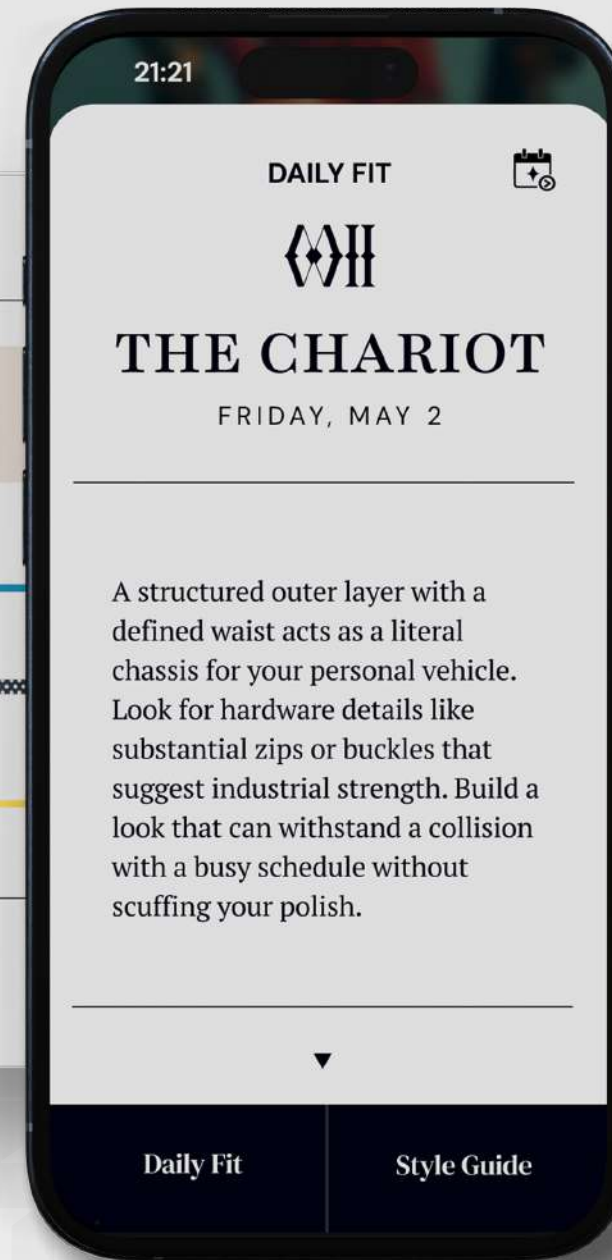 21:21
DAILY FIT
THE CHARIOT
FRIDAY, MAY 2
A structured outer layer with a
defined waist acts as a literal
chassis for your personal vehicle.
Look for hardware details like
substantial zips or buckles that
suggest industrial strength. Build a
look that can withstand a collision
with a busy schedule without
scuffing your polish.
Daily Fit
Style Guide